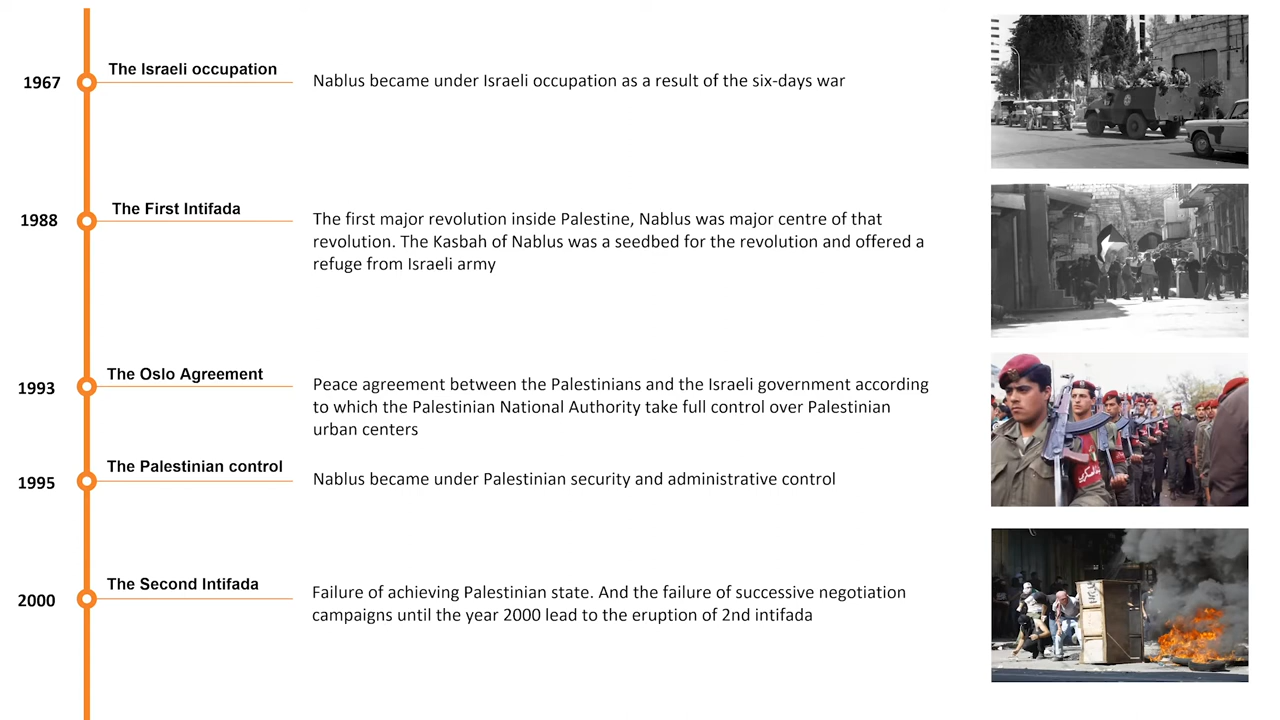 1967
The Israeli occupation
Nablus became under Israeli occupation as a result of the six-days war
1988
The First Intifada
The first major revolution inside Palestine, Nablus was major centre of that
revolution. The Kasbah of Nablus was a seedbed for the revolution and offered a
refuge from Israeli army
1993
The Oslo Agreement
Peace agreement between the Palestinians and the Israeli government according
to which the Palestinian National Authority take full control over Palestinian
urban centers
1995
The Palestinian control
Nablus became under Palestinian security and administrative control
2000
The Second Intifada
Failure of achieving Palestinian state. And the failure of successive negotiation
campaigns until the year 2000 lead to the eruption of 2nd intifada